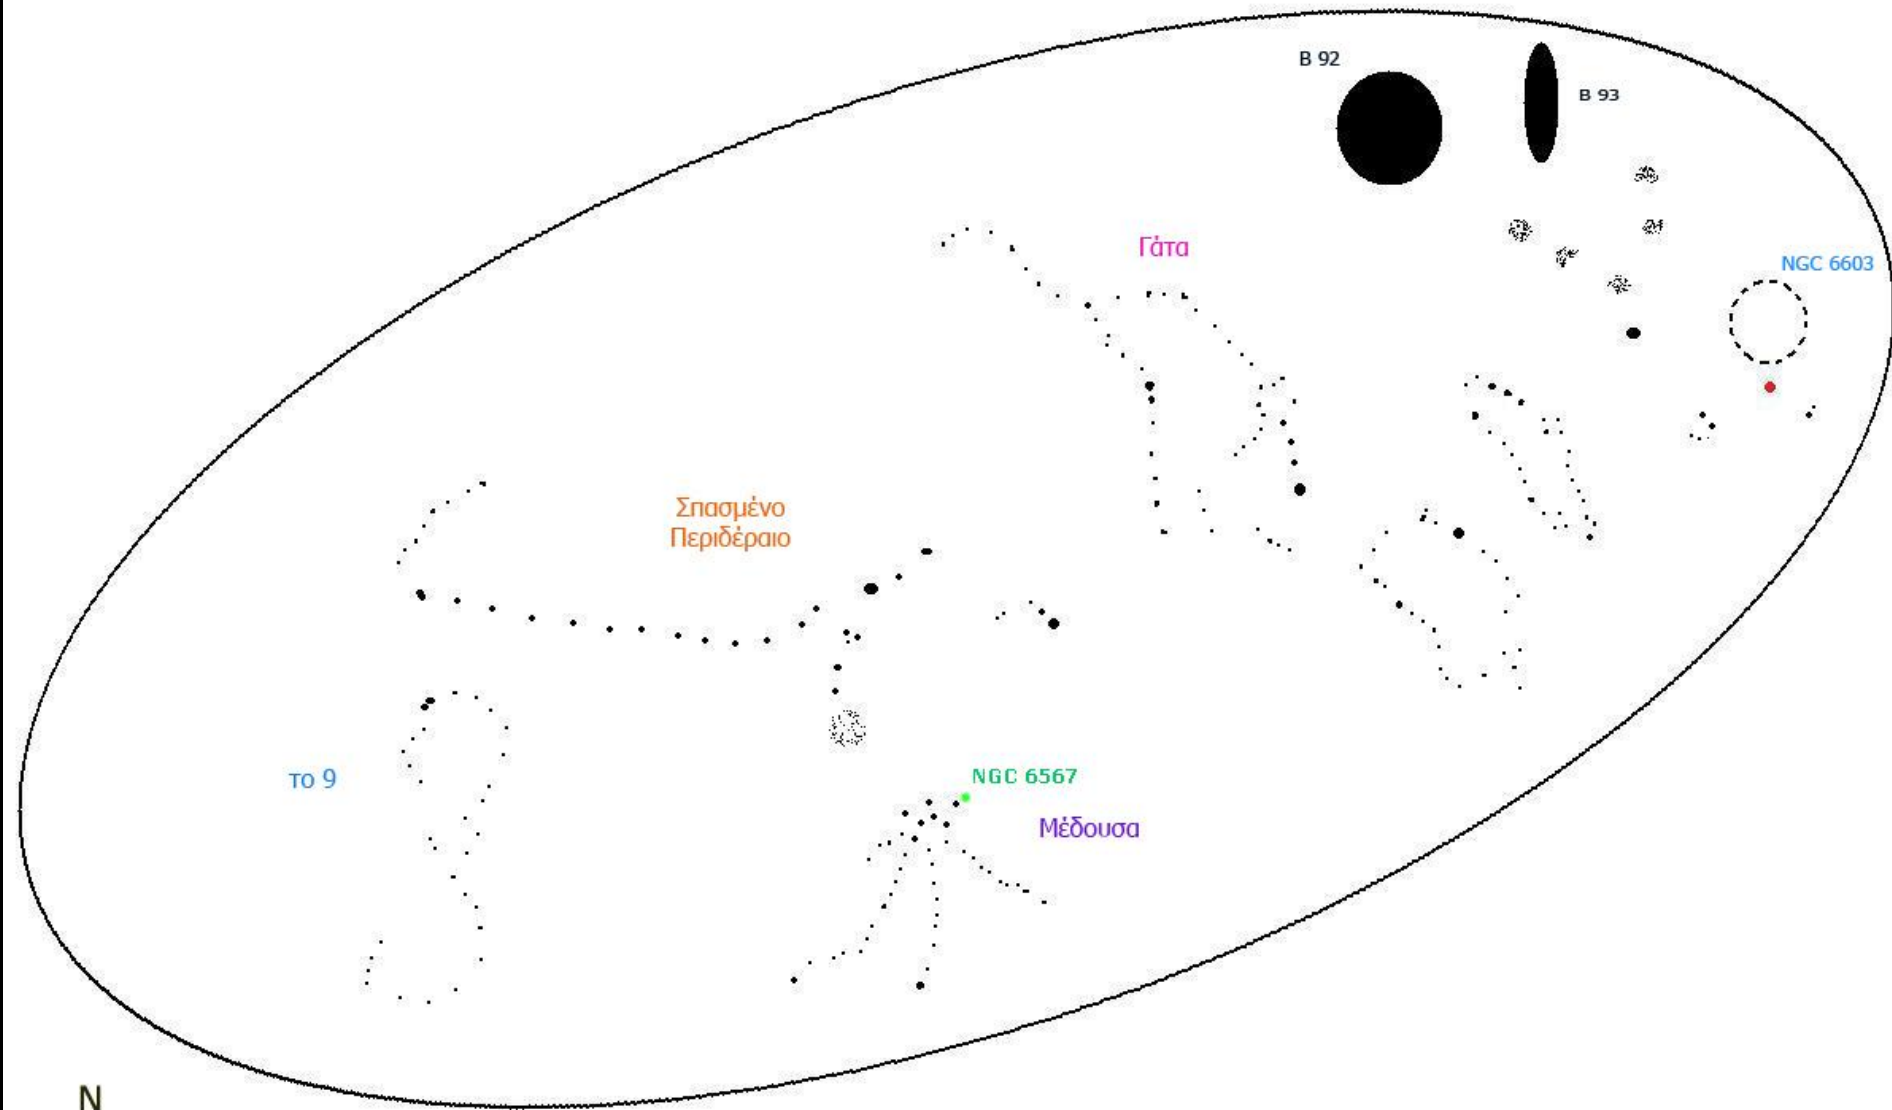 B 92
B 93
Γάτα
NGC 6603
Σπασμένο
Περιδέραιο
το 9
NGC 6567
Μέδουσα
N